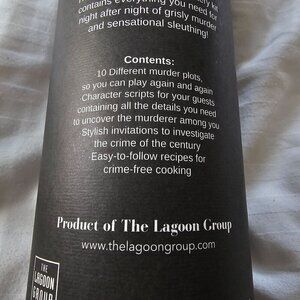 contains everything you need for
night after night of grisly murder
and sensational sleuthing!
Contents:
10 Different murder plots,
so you can play again and again
·Character scripts for your guests
containing all the details you need
to uncover the murderer among you
·Stylish invitations to investigate
the crime of the century
·Easy-to-follow recipes for
crime-free cooking
Product of The Lagoon Group
www.thelagoongroup.com
THE
LAGOON
GROUP